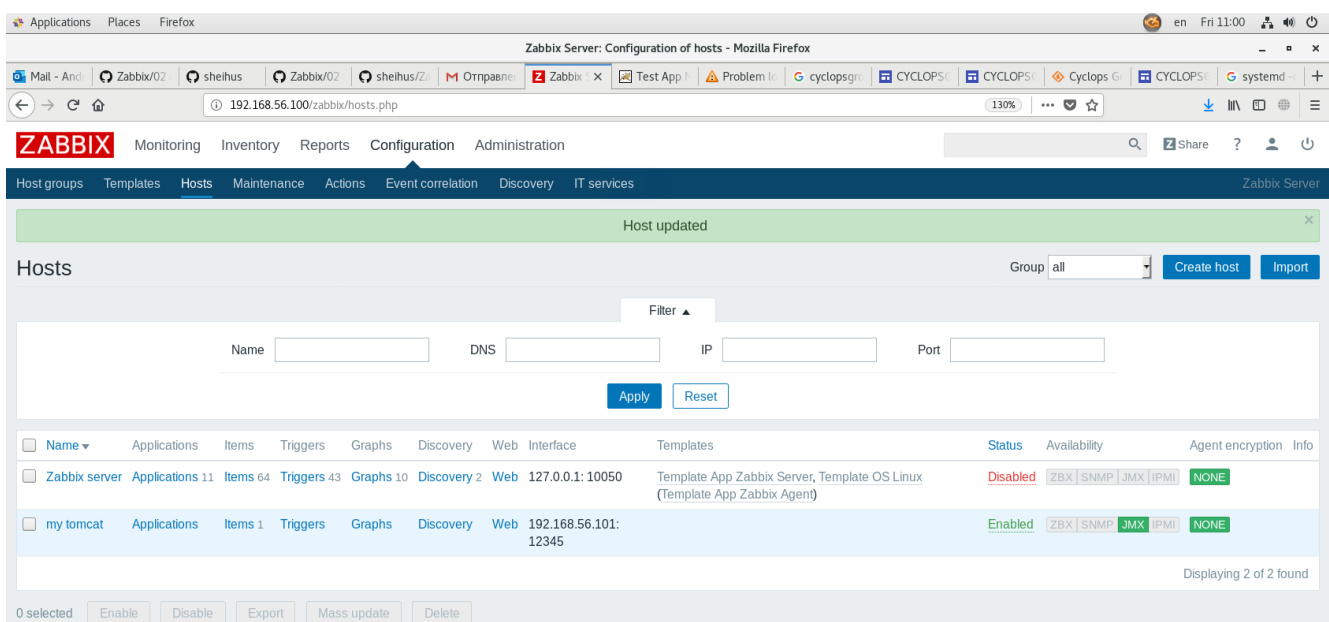 Applications Places Firefox en Fri 11:00
Zabbix Server: Configuration of hosts - Mozilla Firefox
Mail - And Zabbix/02 sheihus Zabbix/02 sheihus/Za Отправлен Zabbix S Test App M Problem lo cyclopsgro CYCLOPSG CYCLOPSG Cyclops Gr CYCLOPSG systemd -
192.168.56.100/zabbix/hosts.php 130%
ZABBIX Monitoring Inventory Reports Configuration Administration Z Share ?
Host groups Templates Hosts Maintenance Actions Event correlation Discovery IT services Zabbix Server
Host updated
Hosts Group all Create host Import
Filter
Name DNS IP Port
Apply Reset
Name Applications Items Triggers Graphs Discovery Web Interface Templates Status Availability Agent encryption Info
Zabbix server Applications 11 Items 64 Triggers 43 Graphs 10 Discovery 2 Web 127.0.0.1: 10050 Template App Zabbix Server, Template OS Linux Disabled ZBX SNMP JMX IPMI NONE
(Template App Zabbix Agent)
my tomcat Applications Items 1 Triggers Graphs Discovery Web 192.168.56.101: Enabled ZBX SNMP JMX IPMI NONE
12345
Displaying 2 of 2 found
0 selected Enable Disable Export Mass update Delete